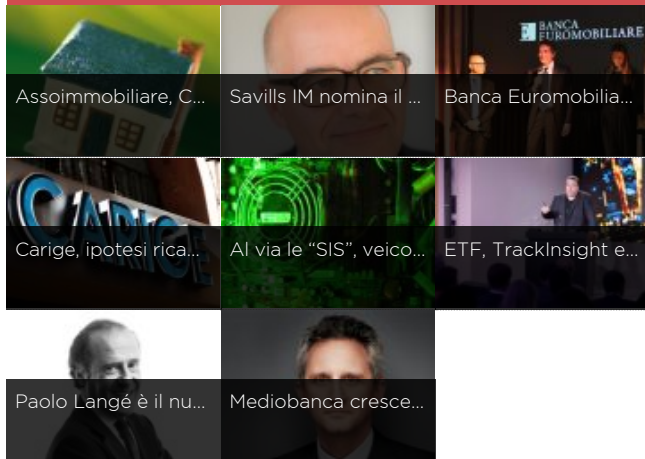 BANCA
EUROMOBILIARE
Assoimmobiliare, C...
Savills IM nomina il ...
Banca Euromobilia...
CARIGE
Carige, ipotesi rica...
Al via le “SIS”, veico...
ETF, TrackInsight e...
Paolo Langé è il nu...
Mediobanca cresce...